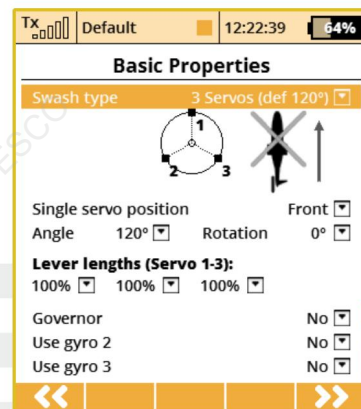 Tx Default 12:22:39 64%
Basic Properties
Swash type 3 Servos (def 120°)
1
2 3
Single servo position Front
Angle 120° Rotation 0°
Lever lengths (Servo 1-3):
100% 100% 100%
Governor No
Use gyro 2 No
Use gyro 3 No